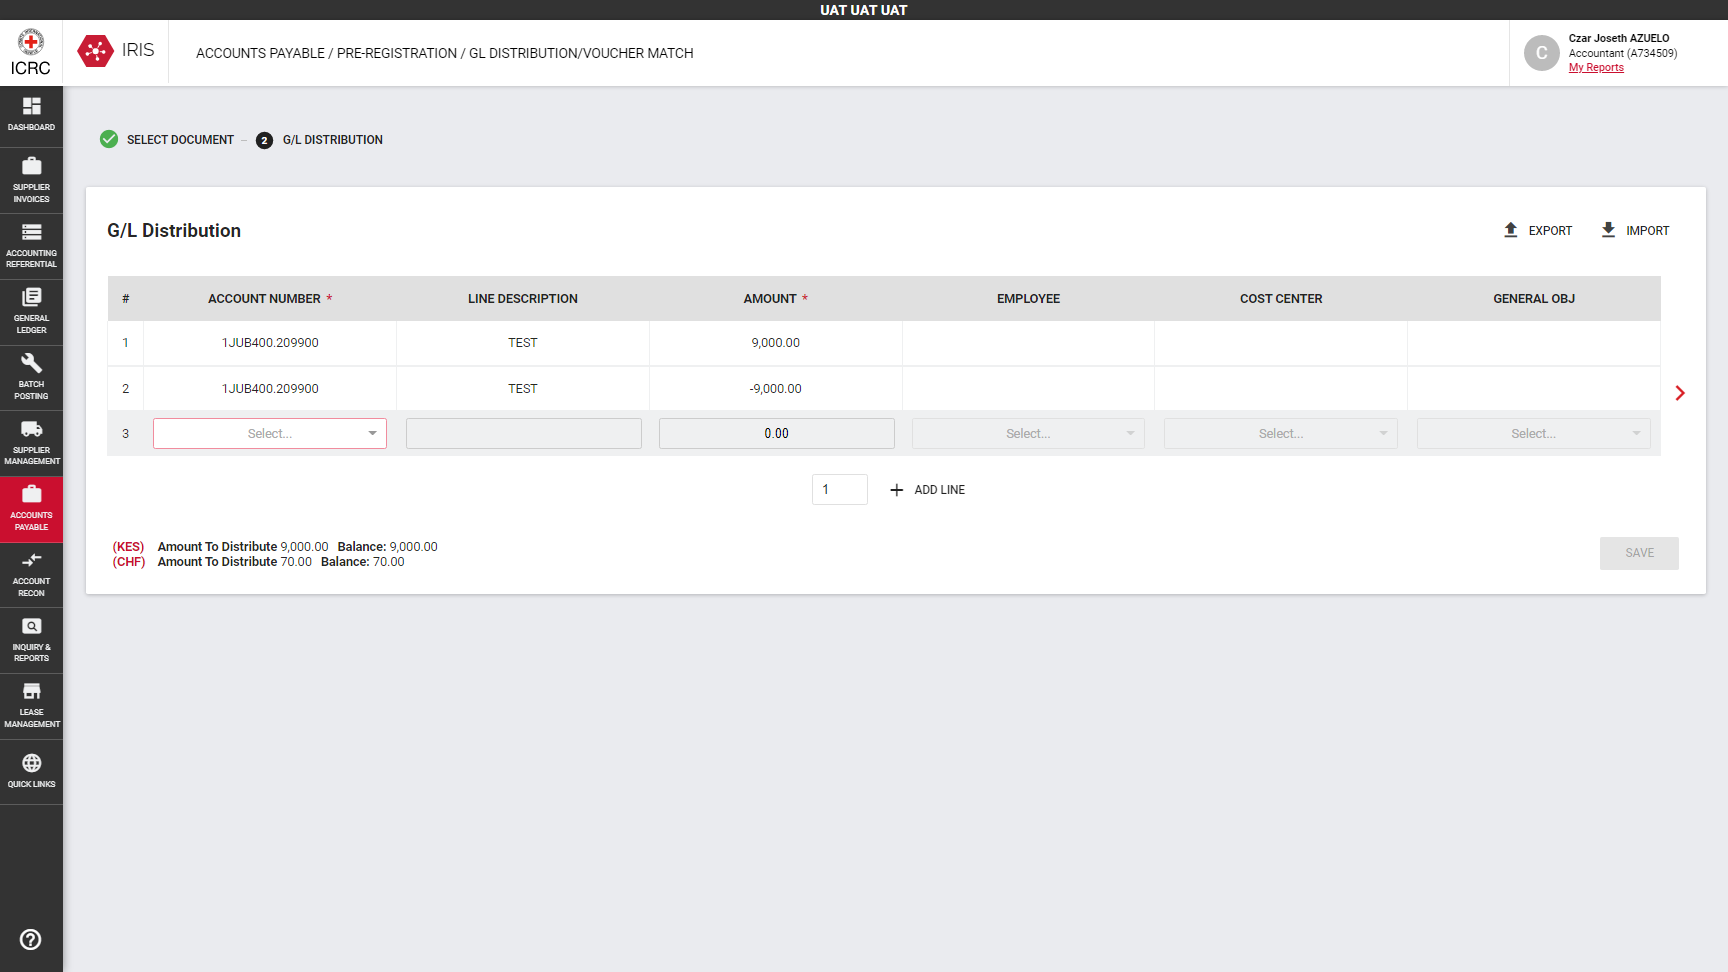 UAT UAT UAT
ICRC
IRIS
ACCOUNTS PAYABLE / PRE-REGISTRATION / GL DISTRIBUTION/VOUCHER MATCH
C
Czar Joseth AZUELO
Accountant (A734509)
My Reports
DASHBOARD
SUPPLIER
INVOICES
ACCOUNTING
REFERENTIAL
GENERAL
LEDGER
BATCH
POSTING
SUPPLIER
MANAGEMENT
ACCOUNTS
PAYABLE
ACCOUNT
RECON
INQUIRY &
REPORTS
LEASE
MANAGEMENT
QUICK LINKS
SELECT DOCUMENT – 2 G/L DISTRIBUTION
G/L Distribution
EXPORT IMPORT
# ACCOUNT NUMBER * LINE DESCRIPTION AMOUNT * EMPLOYEE COST CENTER GENERAL OBJ
1 1JUB400.209900 TEST 9,000.00
2 1JUB400.209900 TEST -9,000.00
3 Select... 0.00 Select... Select... Select...
1 ADD LINE
(KES) Amount To Distribute 9,000.00 Balance: 9,000.00
(CHF) Amount To Distribute 70.00 Balance: 70.00
SAVE